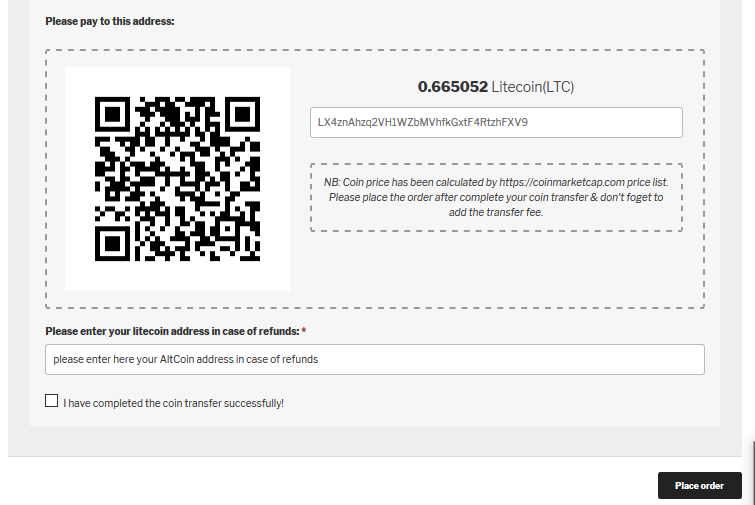 Please pay to this address:
0.665052 Litecoin(LTC)
LX4znAhzq2VH1WZbMVhfkGxtF4RtzhFXV9
NB: Coin price has been calculated by https://coinmarketcap.com price list.
Please place the order after complete your coin transfer & don't foget to
add the transfer fee.
Please enter your litecoin address in case of refunds: *
please enter here your AltCoin address in case of refunds
I have completed the coin transfer successfully!
Place order